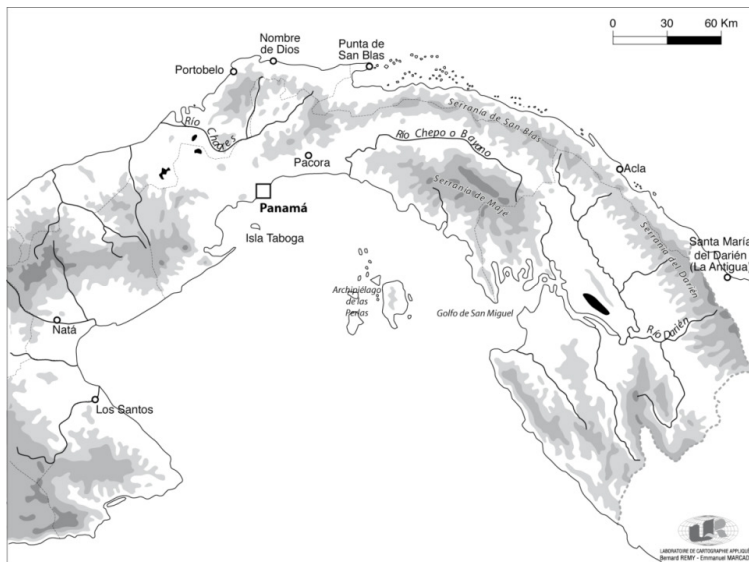 Nombre
de Dios
Punta de
San Blas
Portobelo
0 30 60 Km
Río Chagres
Serranía de San Blas
Río Chepo o Bayano
Pacora
Acla
Panamá
Serranía de Maje
Isla Taboga
Serranía del Darién
Santa María
del Darién
(La Antigua)
Archipiélago
de las
Perlas
Golfo de San Miguel
Natá
Río Darién
Los Santos
LABORATOIRE DE CARTOGRAPHIE APPLIQU
Bernard REMY - Emmanuel MARCAD